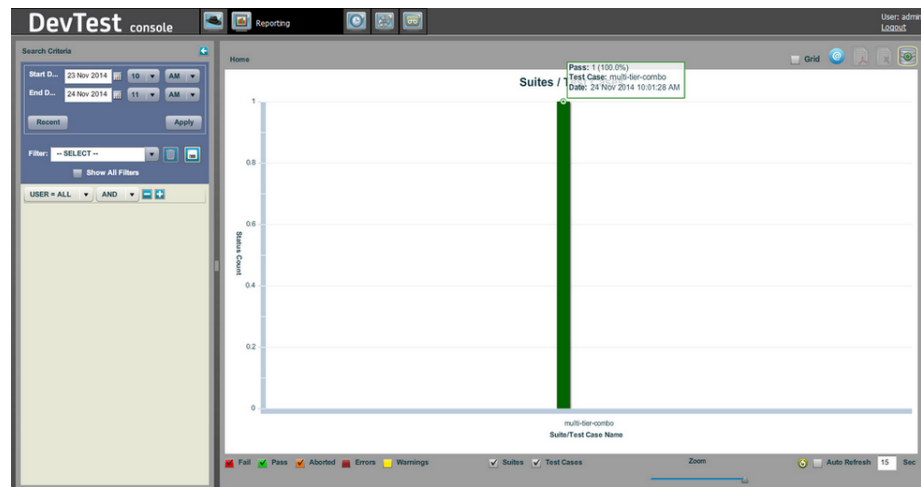 DevTest console
Reporting
User: admin
Logout
Search Criteria
Home
Grid
Start D... 23 Nov 2014 10 AM
End D... 24 Nov 2014 11 AM
Recent Apply
Filter: -- SELECT --
Show All Filters
USER = ALL AND
Suites / T
Pass: 1 (100.0%)
Test Case: multi-tier-combo
Date: 24 Nov 2014 10:01:28 AM
1
0.8
0.6
0.4
0.2
0
Status Count
multi-tier-combo
Suite/Test Case Name
Fail Pass Aborted Errors Warnings
Suites Test Cases
Zoom
Auto Refresh 15 Sec